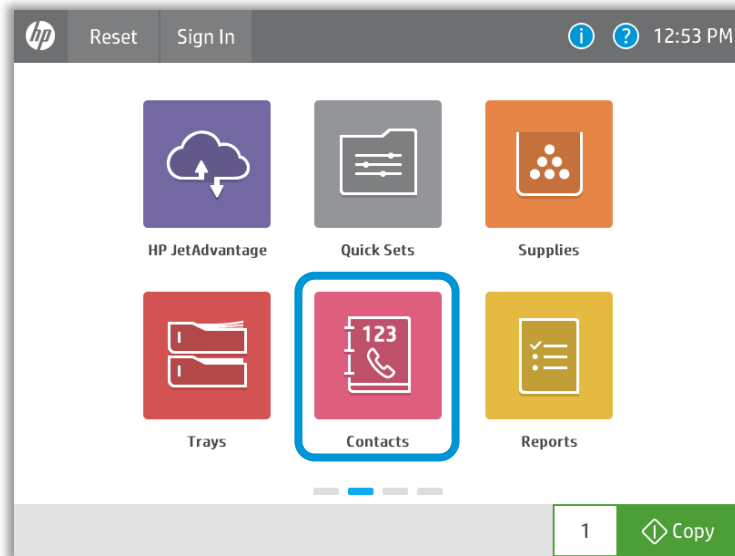 hp Reset Sign In i ? 12:53 PM
HP JetAdvantage Quick Sets Supplies
123
Trays Contacts Reports
1 Copy